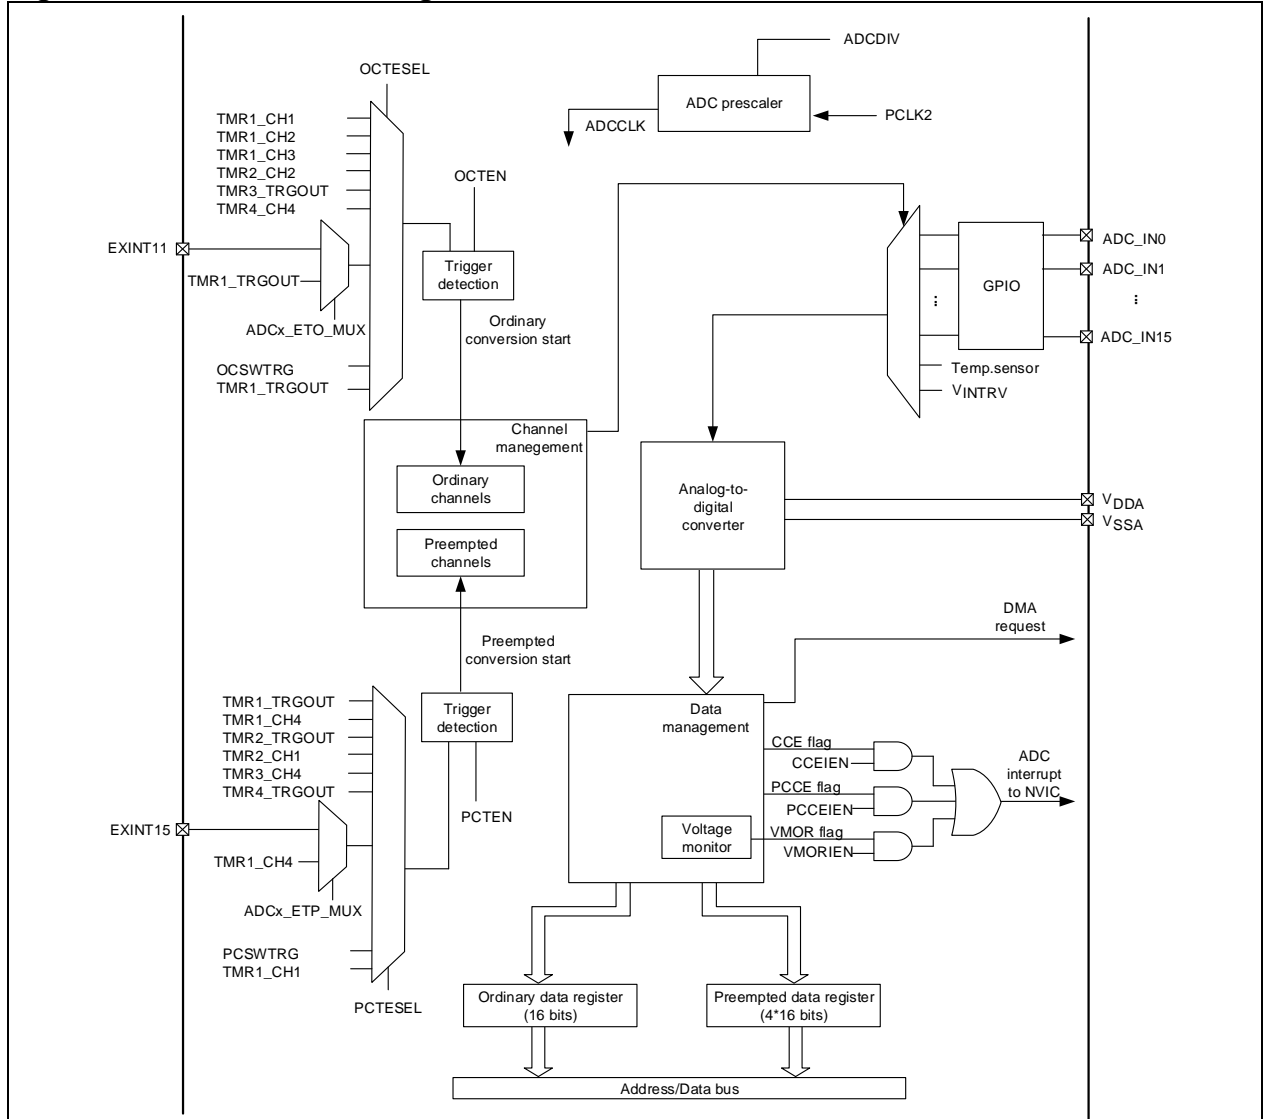 ADCDIV
OCTESEL
ADC prescaler
TMR1_CH1
TMR1_CH2
TMR1_CH3
TMR2_CH2
TMR3_TRGOUT
TMR4_CH4
ADCCLK
PCLK2
OCTEN
EXINT11
TMR1_TRGOUT
ADCx_ETO_MUX
OCSWTRG
TMR1_TRGOUT
Trigger
detection
Ordinary
conversion start
GPIO
ADC_IN0
ADC_IN1
...
...
ADC_IN15
Temp.sensor
VINTRV
Channel
manegement
Ordinary
channels
Preempted
channels
Analog-to-
digital
converter
VDDA
VSSA
DMA
request
Preempted
conversion start
TMR1_TRGOUT
TMR1_CH4
TMR2_TRGOUT
TMR2_CH1
TMR3_CH4
TMR4_TRGOUT
Trigger
detection
PCTEN
EXINT15
TMR1_CH4
ADCx_ETP_MUX
PCSWTRG
TMR1_CH1
PCTESEL
Data
management
CCE flag
CCEIEN
PCCE flag
PCCEIEN
Voltage
monitor
VMOR flag
VMORIEN
ADC
interrupt
to NVIC
Ordinary data register
(16 bits)
Preempted data register
(4*16 bits)
Address/Data bus